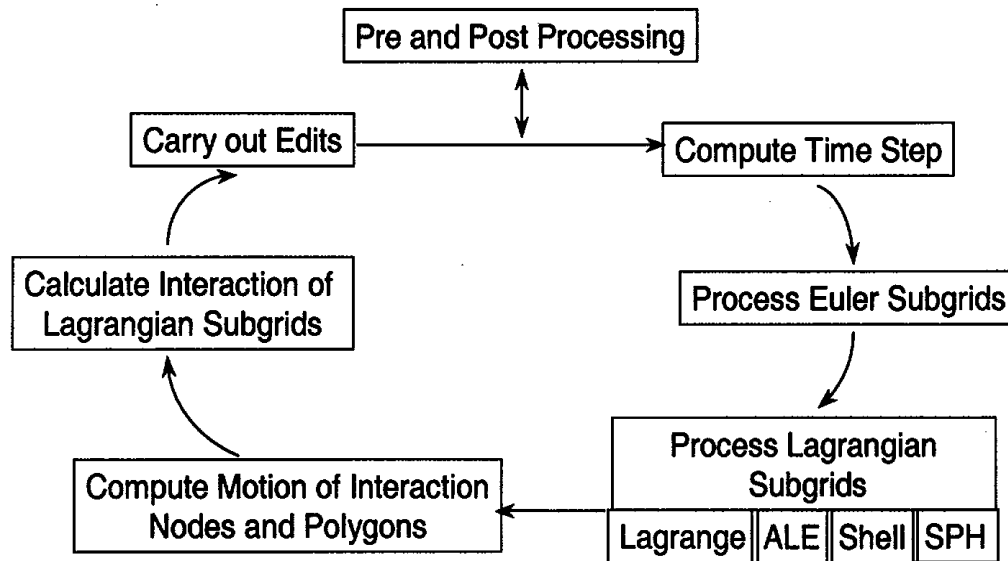 Pre and Post Processing
Carry out Edits
Compute Time Step
Calculate Interaction of
Lagrangian Subgrids
Process Euler Subgrids
Process Lagrangian
Subgrids
Compute Motion of Interaction
Nodes and Polygons
Lagrange ALE Shell SPH